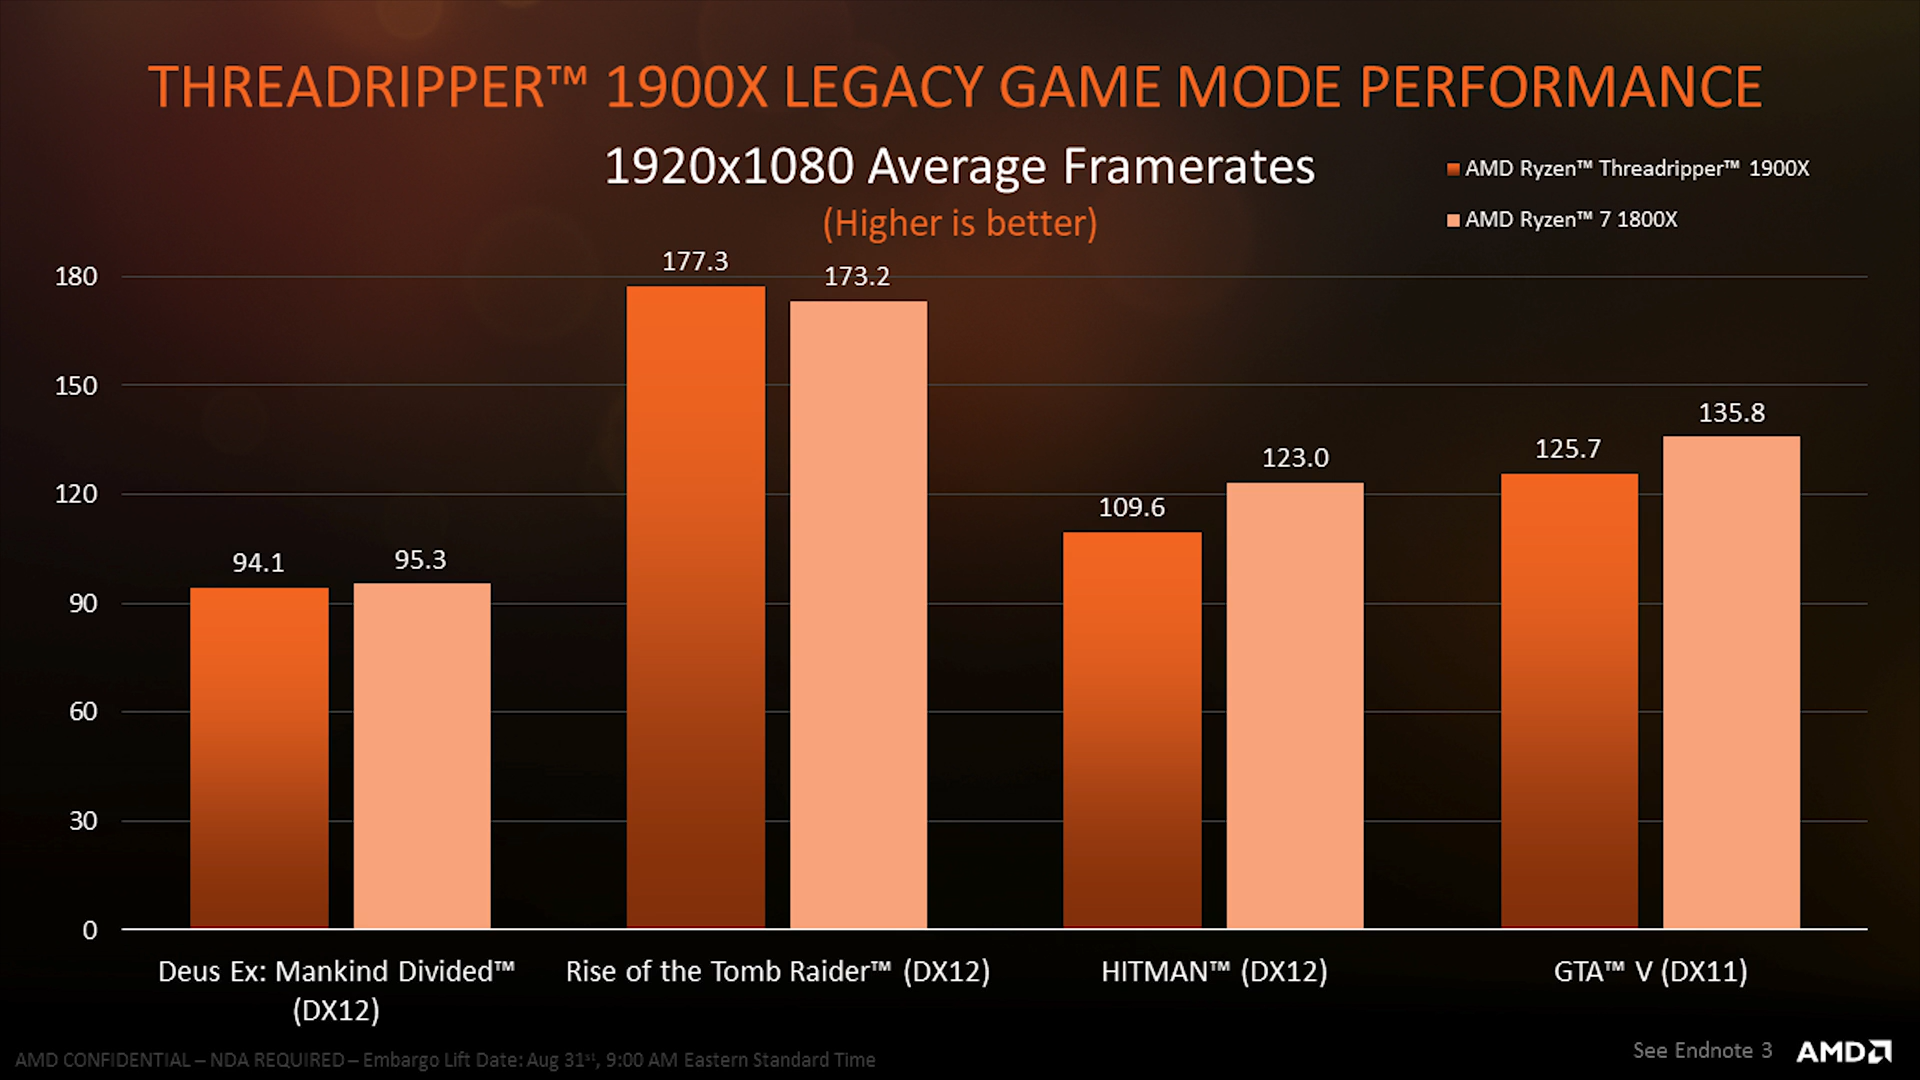 THREADRIPPER™ 1900X LEGACY GAME MODE PERFORMANCE
1920x1080 Average Framerates
(Higher is better)
AMD Ryzen™ Threadripper™ 1900X
AMD Ryzen™ 7 1800X
180
150
120
90
60
30
0
94.1
95.3
177.3
173.2
109.6
123.0
125.7
135.8
Deus Ex: Mankind Divided™
(DX12)
Rise of the Tomb Raider™ (DX12)
HITMAN™ (DX12)
GTA™ V (DX11)
AMD CONFIDENTIAL – NDA REQUIRED – Embargo Lift Date: Aug 31st, 9:00 AM Eastern Standard Time
See Endnote 3
AMD